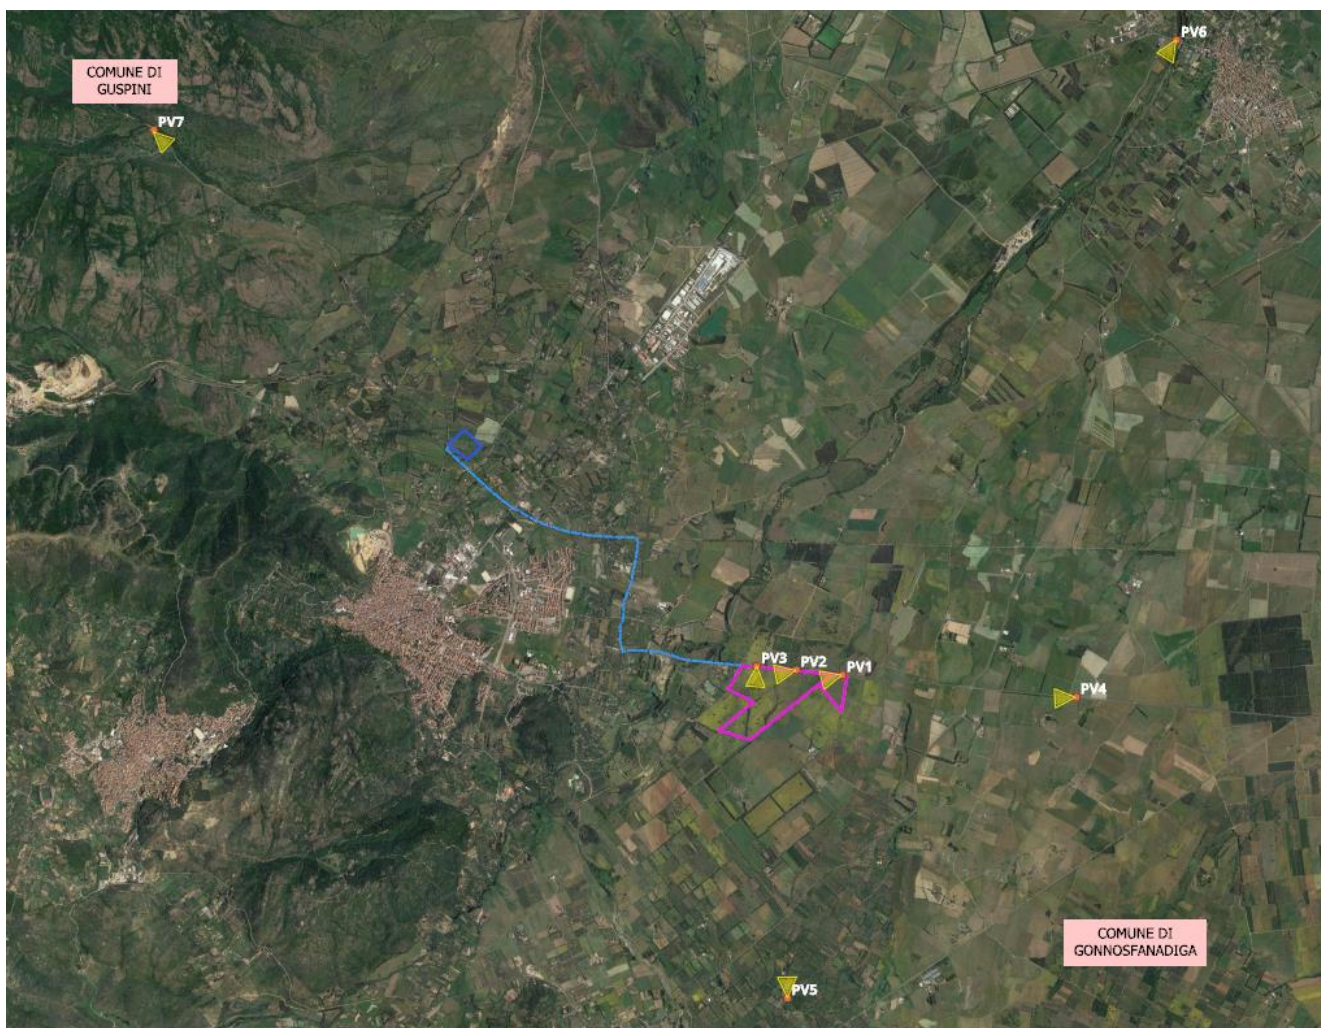 PV6
COMUNE DI
GUSPINI
PV7
PV3
PV2
PV1
PV4
COMUNE DI
GONNOSFANADIGA
PV5